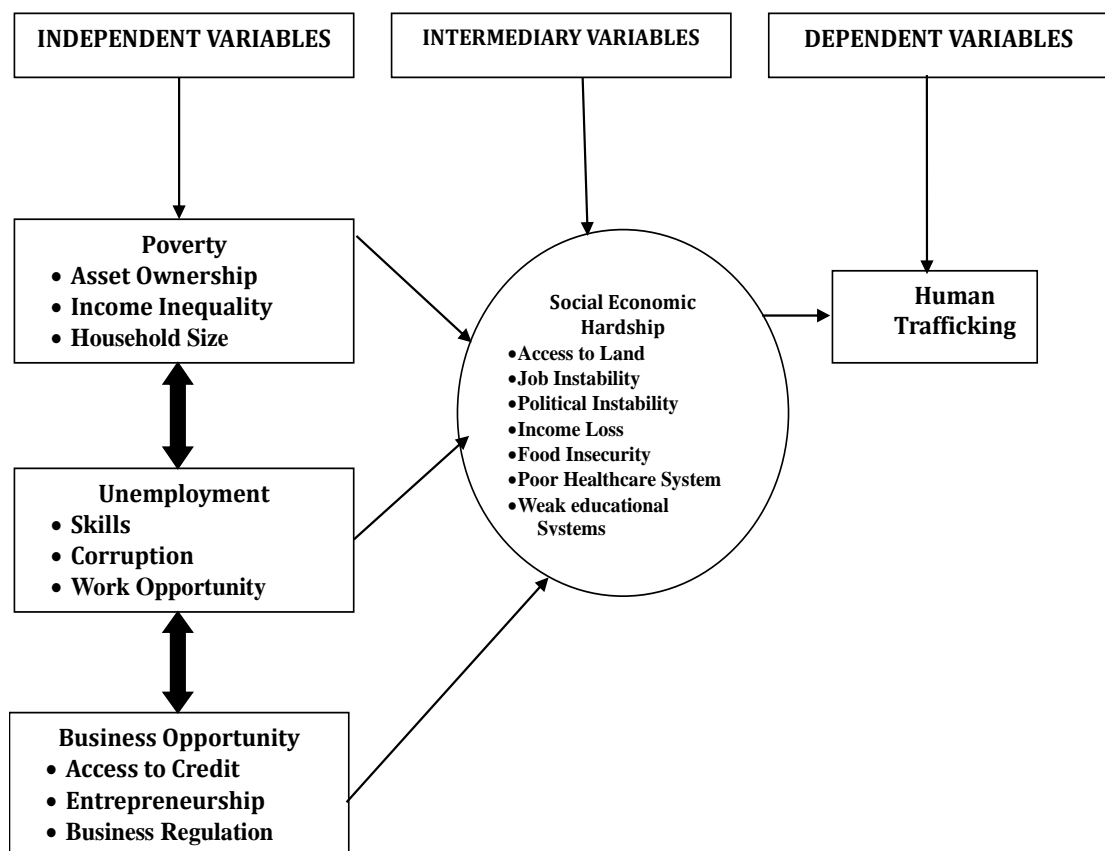 INDEPENDENT VARIABLES
INTERMEDIARY VARIABLES
DEPENDENT VARIABLES
Poverty
• Asset Ownership
• Income Inequality
• Household Size
Unemployment
• Skills
• Corruption
• Work Opportunity
Business Opportunity
• Access to Credit
• Entrepreneurship
• Business Regulation
Social Economic
Hardship
•Access to Land
•Job Instability
•Political Instability
•Income Loss
•Food Insecurity
•Poor Healthcare System
•Weak educational
Systems
Human
Trafficking